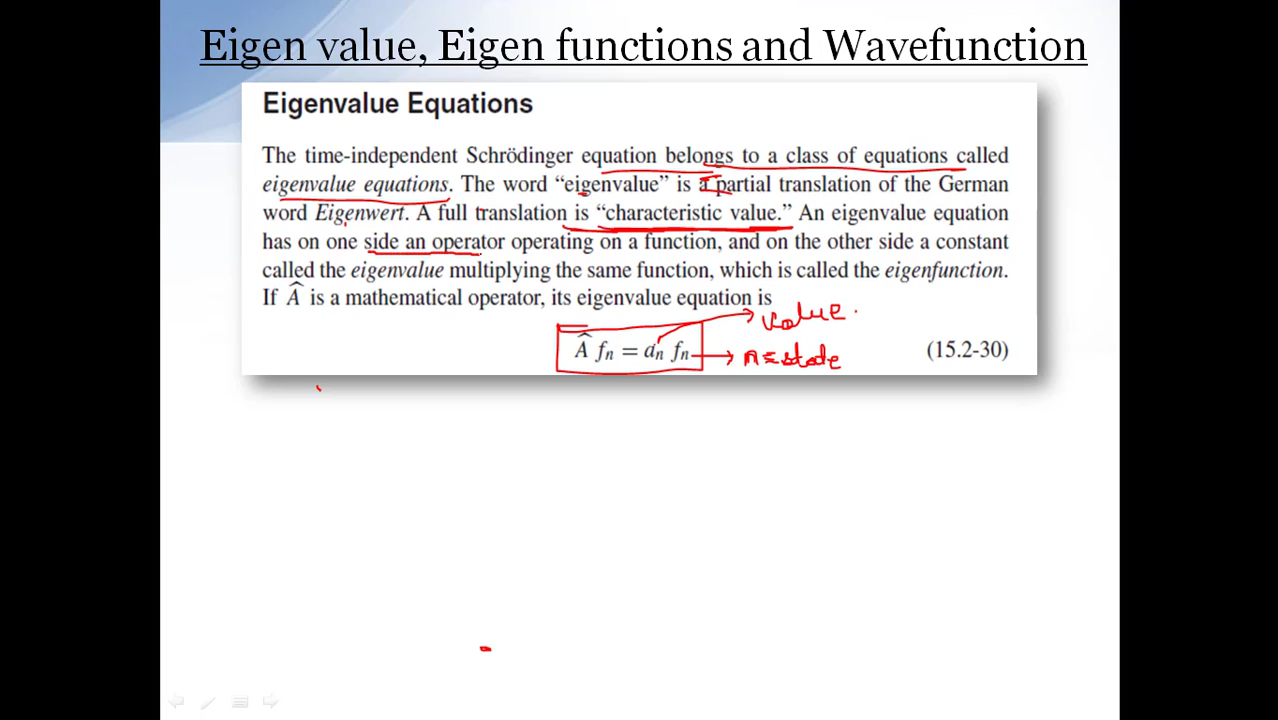 Eigen value, Eigen functions and Wavefunction
Eigenvalue Equations
The time-independent Schrödinger equation belongs to a class of equations called
eigenvalue equations. The word “eigenvalue” is a partial translation of the German
word Eigenwert. A full translation is “characteristic value.” An eigenvalue equation
has on one side an operator operating on a function, and on the other side a constant
called the eigenvalue multiplying the same function, which is called the eigenfunction.
If Â is a mathematical operator, its eigenvalue equation is
value.
Â fn = an fn (15.2-30)
n = state